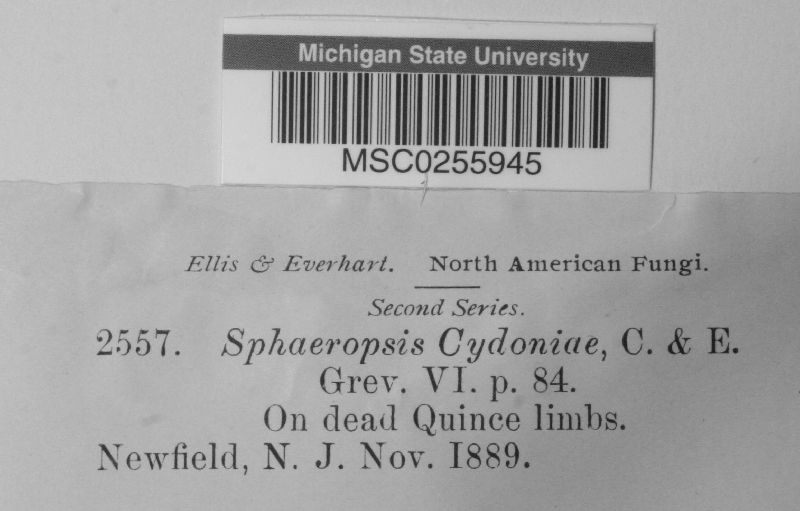 Michigan State University
MSC0255945
Ellis & Everhart. North American Fungi.
Second Series.
2557. Sphaeropsis Cydoniae, C. & E.
Grev. VI. p. 84.
On dead Quince limbs.
Newfield, N. J. Nov. 1889.